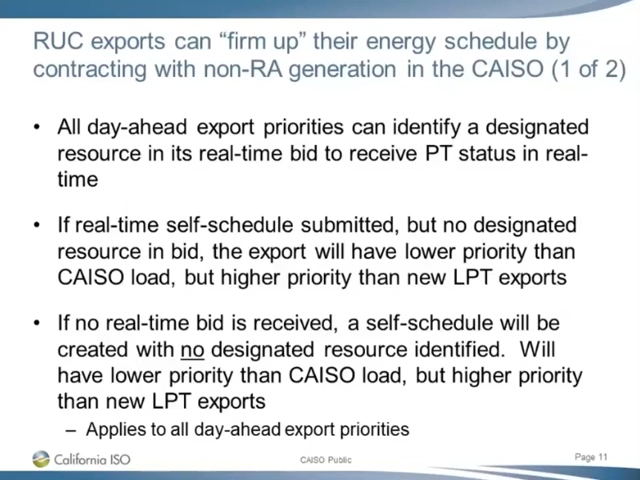 RUC exports can “firm up” their energy schedule by
contracting with non-RA generation in the CAISO (1 of 2)
• All day-ahead export priorities can identify a designated
resource in its real-time bid to receive PT status in real-
time
• If real-time self-schedule submitted, but no designated
resource in bid, the export will have lower priority than
CAISO load, but higher priority than new LPT exports
• If no real-time bid is received, a self-schedule will be
created with no designated resource identified. Will
have lower priority than CAISO load, but higher priority
than new LPT exports
– Applies to all day-ahead export priorities
California ISO
CAISO Public
Page 11